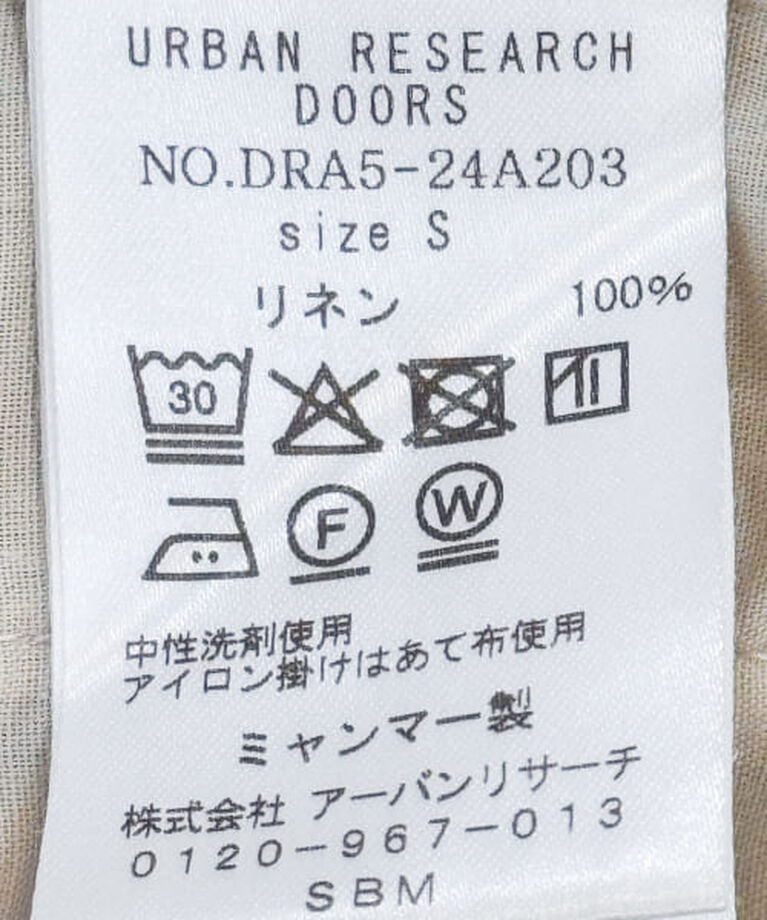 URBAN RESEARCH
DOORS
NO.DRA5-24A203
size S
リネン 100%
30
F W
中性洗剤使用
アイロン掛けはあて布使用
ミャンマー製
株式会社 アーバンリサーチ
0120-967-013
SBM